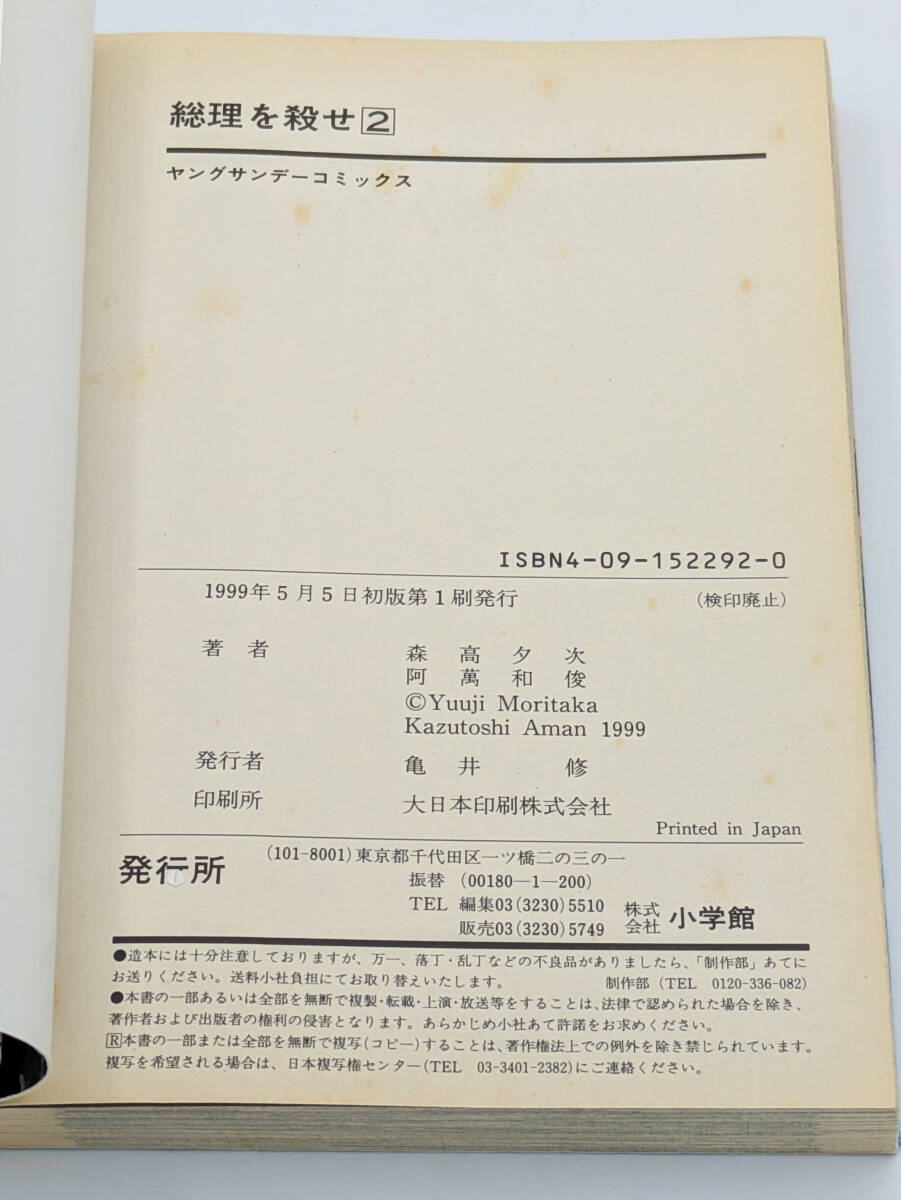 総理を殺せ2
ヤングサンデーコミックス
ISBN4-09-152292-0
1999年5月5日初版第1刷発行 (検印廃止)
著者 森高夕次
阿萬和俊
©Yuuji Moritaka
Kazutoshi Aman 1999
発行者 亀井 修
印刷所 大日本印刷株式会社
Printed in Japan
発行所 (101-8001)東京都千代田区一ツ橋二の三の一
振替 (00180—1—200)
TEL 編集03(3230)5510
販売03(3230)5749
株式会社 小学館
●造本には十分注意しておりますが、万一、落丁・乱丁などの不良品がありましたら、「制作部」あてに
お送りください。送料小社負担にてお取り替えいたします。 制作部(TEL 0120-336-082)
●本書の一部あるいは全部を無断で複製・転載・上演・放送等をすることは、法律で認められた場合を除き、
著作者および出版者の権利の侵害となります。あらかじめ小社あて許諾をお求めください。
R本書の一部または全部を無断で複写(コピー)することは、著作権法上での例外を除き禁じられています。
複写を希望される場合は、日本複写権センター(TEL 03-3401-2382)にご連絡ください。